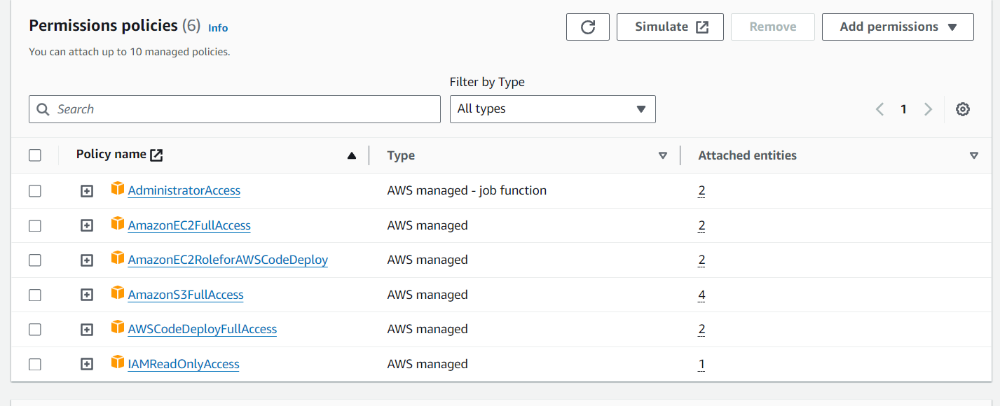 Permissions policies (6) Info
Simulate
Remove
Add permissions
You can attach up to 10 managed policies.
Filter by Type
Search
All types
1
Policy name
Type
Attached entities
AdministratorAccess AWS managed - job function 2
AmazonEC2FullAccess AWS managed 2
AmazonEC2RoleforAWSCodeDeploy AWS managed 2
AmazonS3FullAccess AWS managed 4
AWSCodeDeployFullAccess AWS managed 2
IAMReadOnlyAccess AWS managed 1